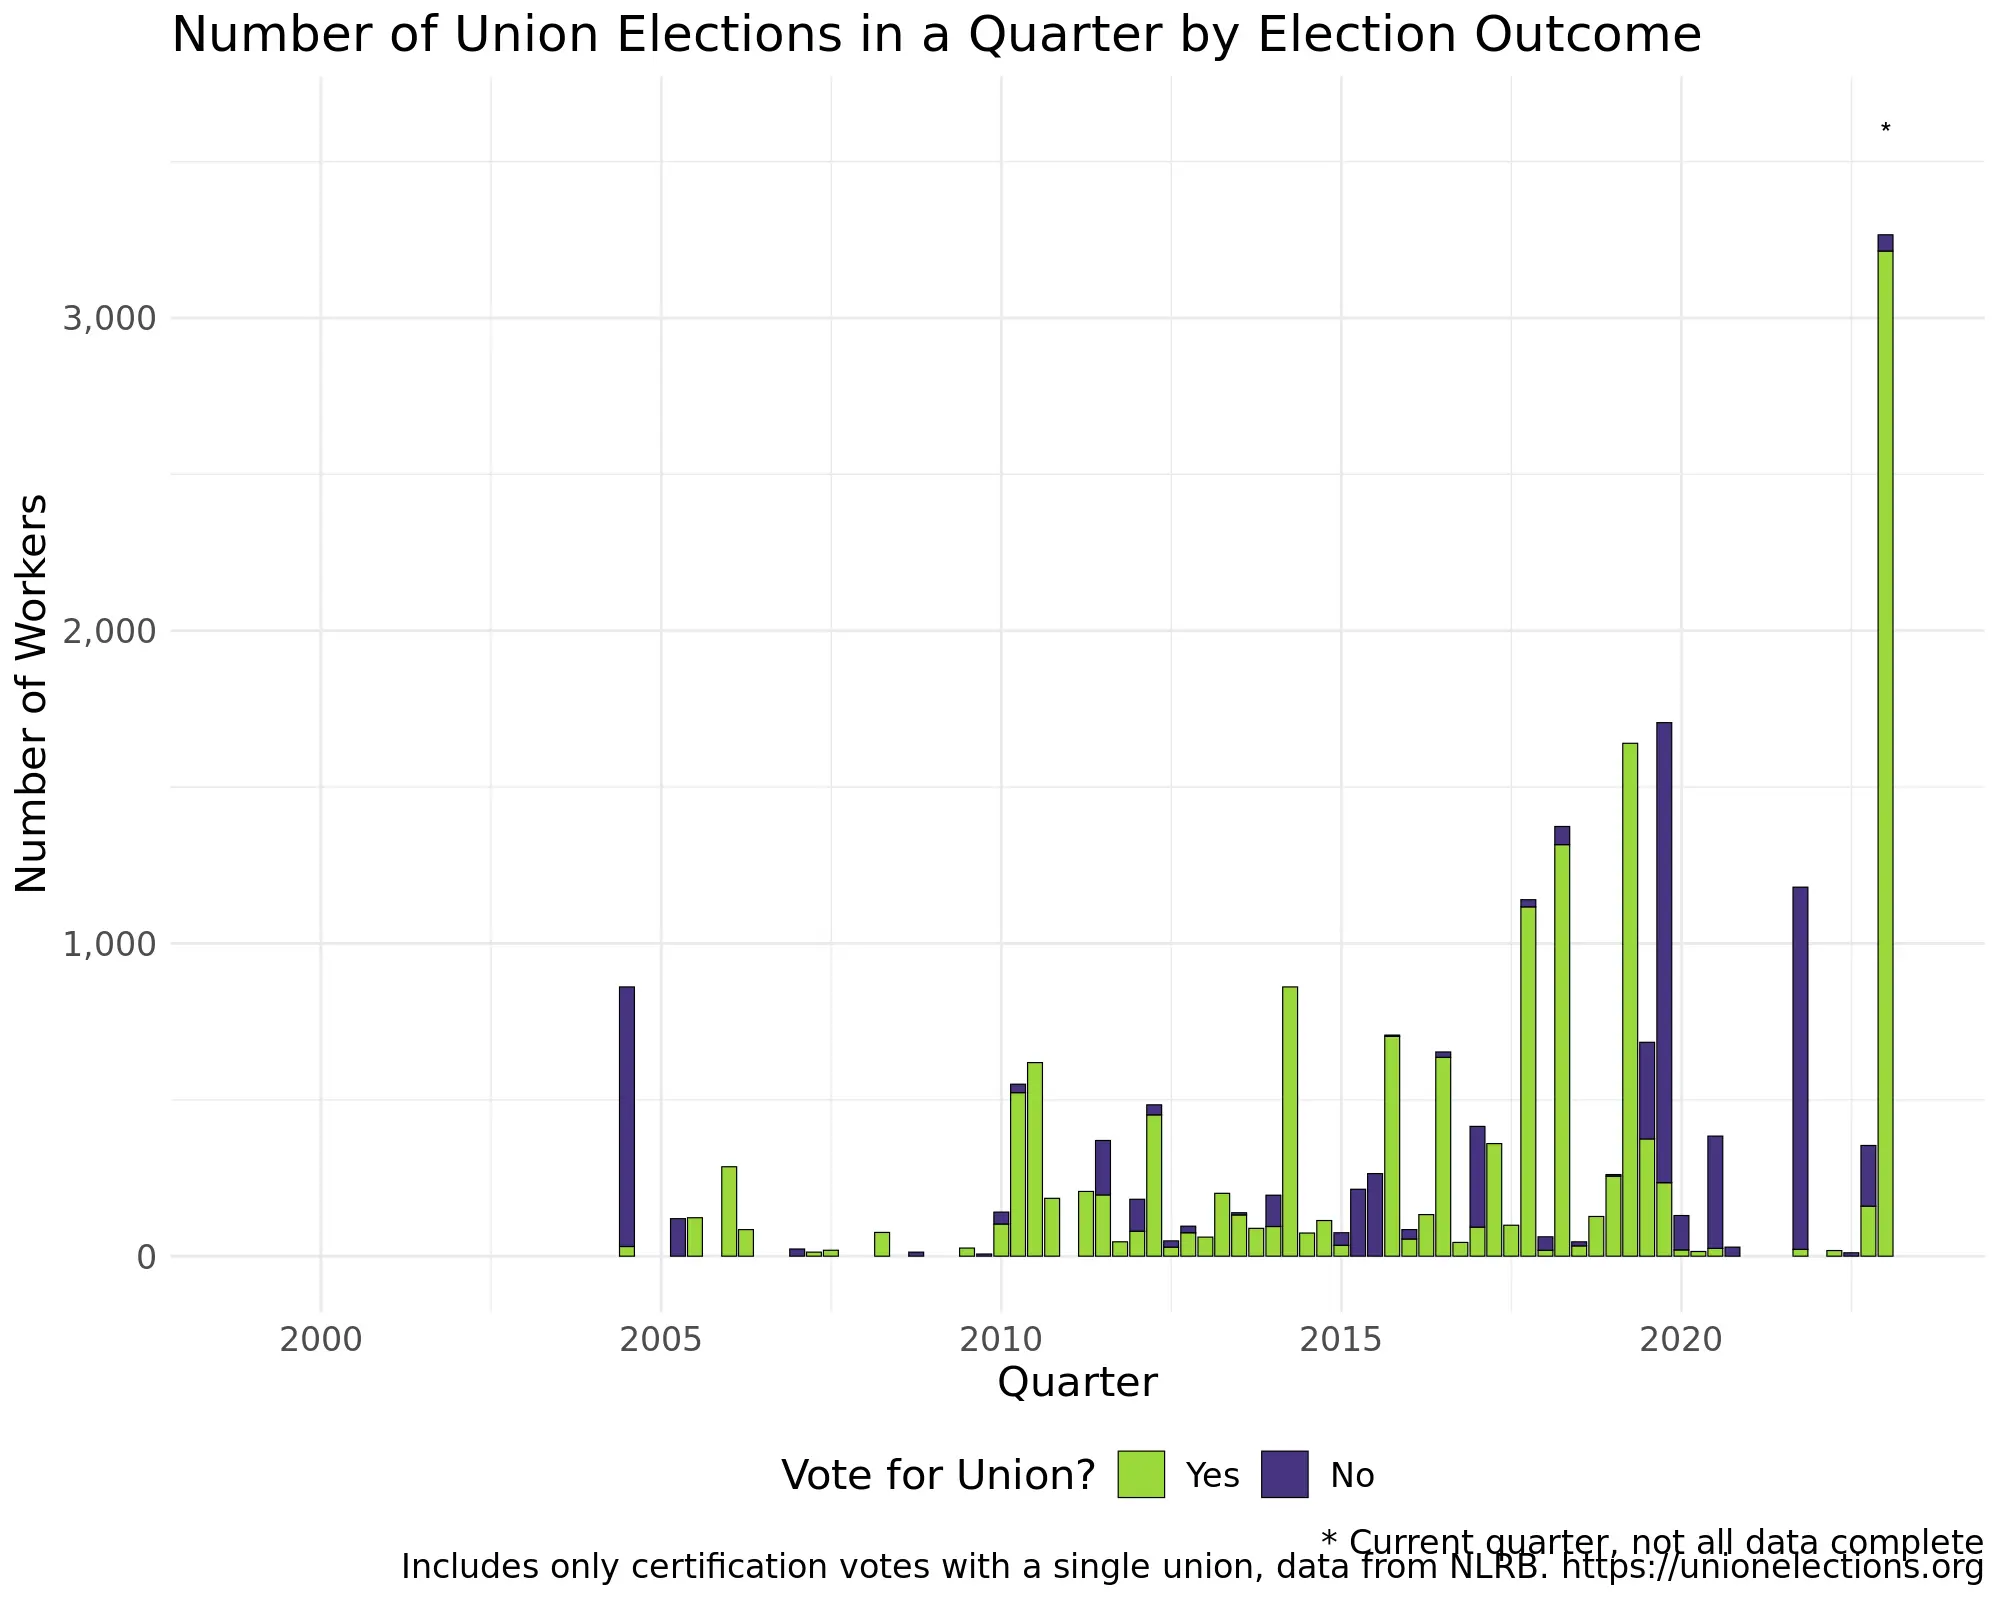 Number of Union Elections in a Quarter by Election Outcome
*
3,000
2,000
1,000
0
Number of Workers
2000 2005 2010 2015 2020
Quarter
Vote for Union? Yes No
* Current quarter, not all data complete
Includes only certification votes with a single union, data from NLRB. https://unionelections.org